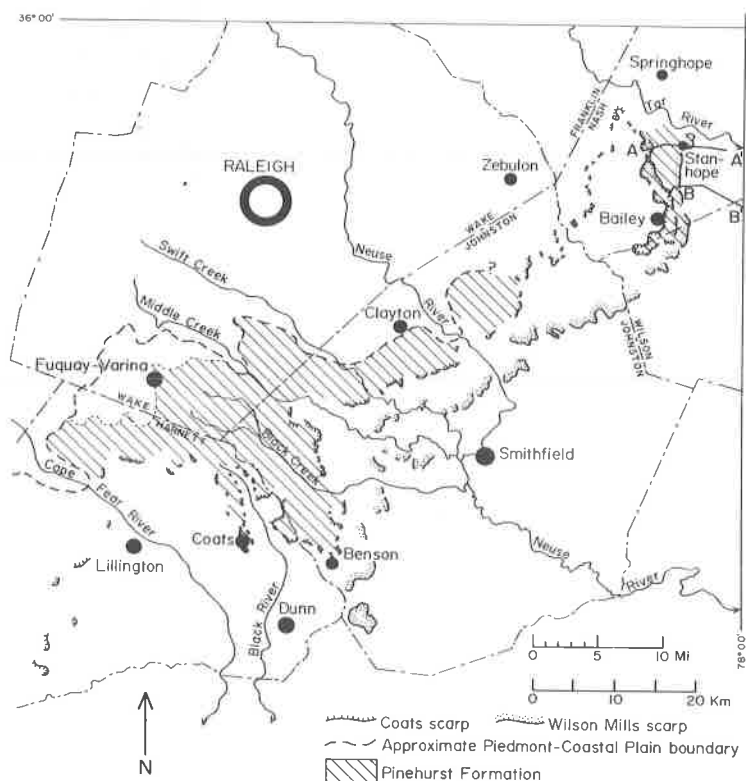 36°00'
Springhope
Tar River
FRANKLIN
NASH
A
Stan-
hope
A'
RALEIGH
Zebulon
B
Bailey
B'
WAKE
JOHNSTON
Neuse River
Swift Creek
Middle Creek
Clayton
WILSON
JOHNSTON
Fuquay-Varina
WAKE
HARNETT
Black Creek
Smithfield
Cape Fear River
Coats
Lillington
Benson
Neuse River
Dunn
Black River
78°00'
0 5 10 Mi
0 10 20 Km
N
Coats scarp
Wilson Mills scarp
Approximate Piedmont-Coastal Plain boundary
Pinehurst Formation